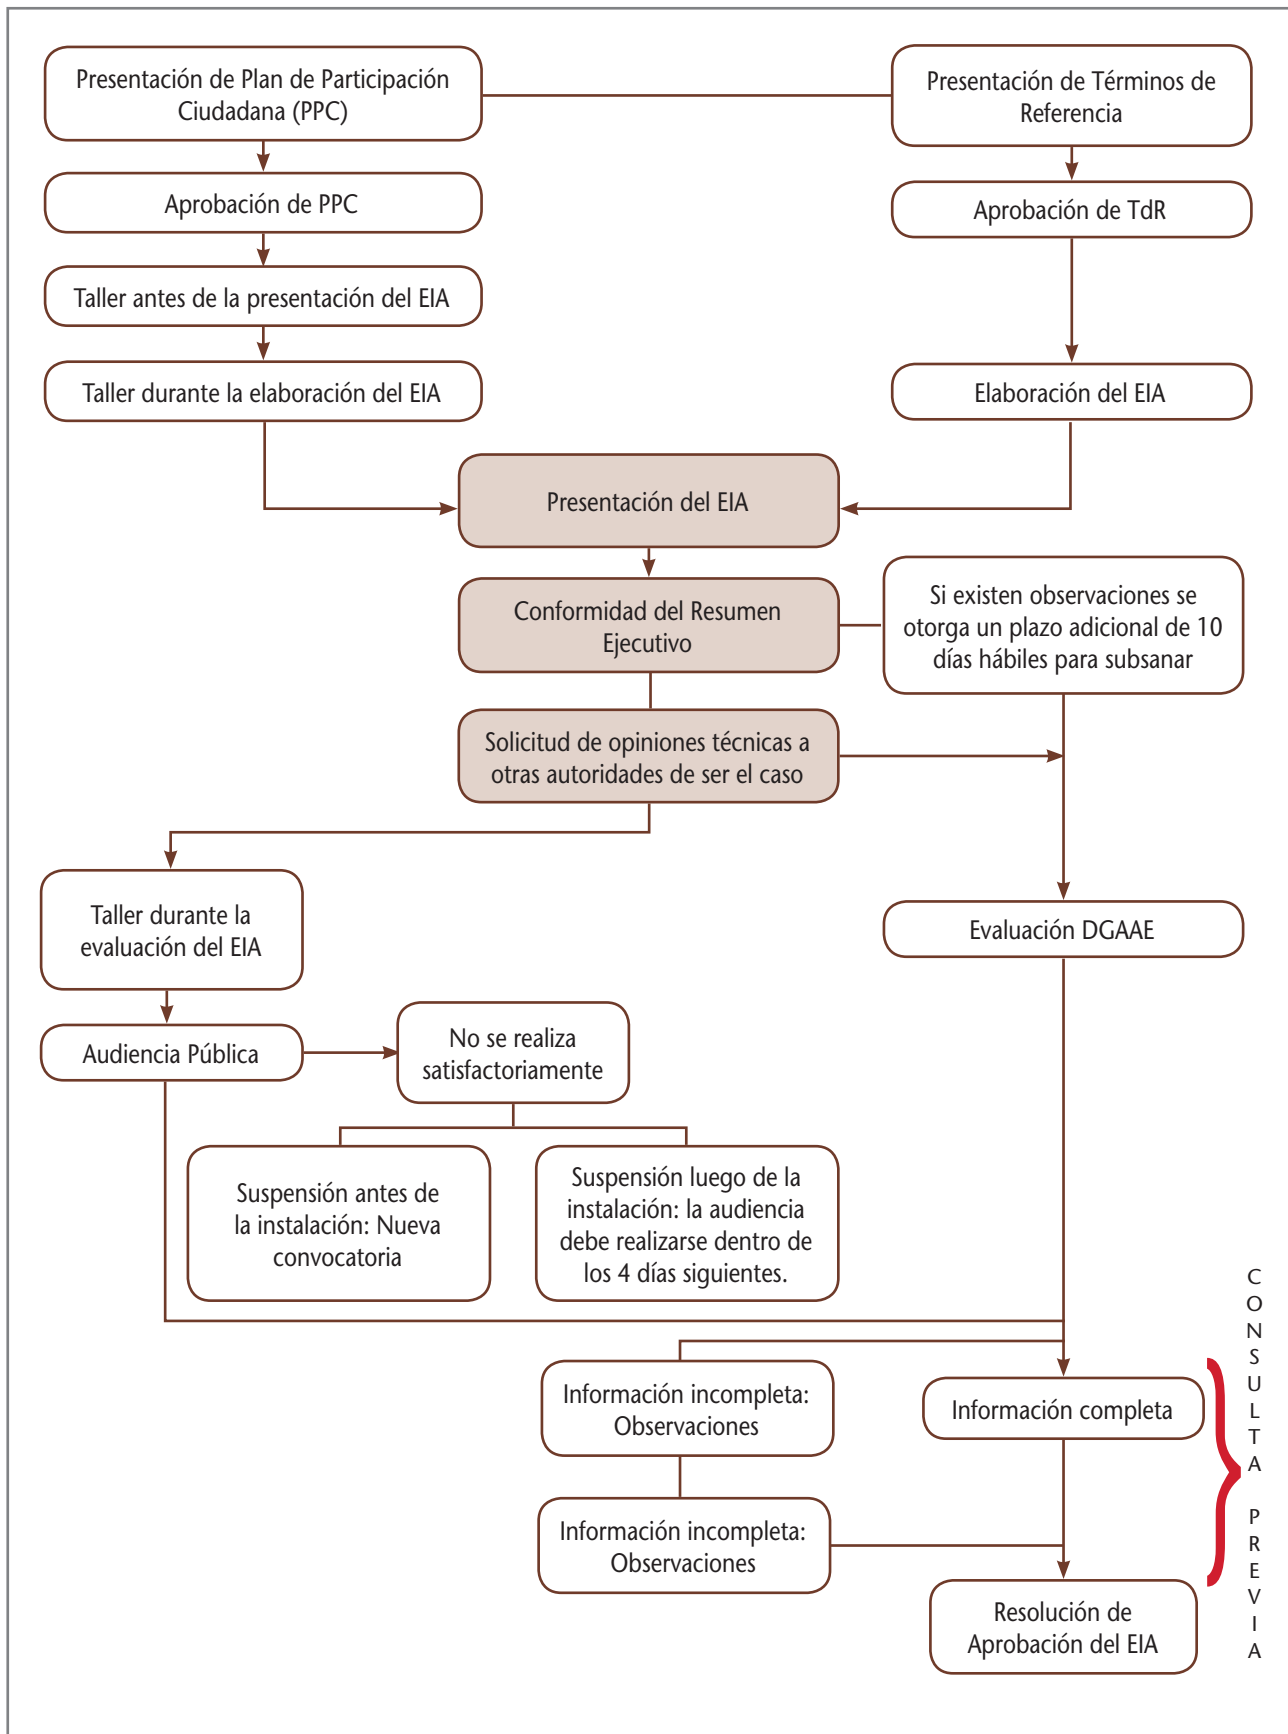 Presentación de Plan de Participación
Ciudadana (PPC)
Presentación de Términos de
Referencia
Aprobación de PPC
Aprobación de TdR
Taller antes de la presentación del EIA
Taller durante la elaboración del EIA
Elaboración del EIA
Presentación del EIA
Conformidad del Resumen
Ejecutivo
Si existen observaciones se
otorga un plazo adicional de 10
días hábiles para subsanar
Solicitud de opiniones técnicas a
otras autoridades de ser el caso
Taller durante la
evaluación del EIA
Evaluación DGAAE
Audiencia Pública
No se realiza
satisfactoriamente
Suspensión antes de
la instalación: Nueva
convocatoria
Suspensión luego de la
instalación: la audiencia
debe realizarse dentro de
los 4 días siguientes.
Información incompleta:
Observaciones
Información completa
Información incompleta:
Observaciones
Resolución de
Aprobación del EIA
CONSULTA PREVIA